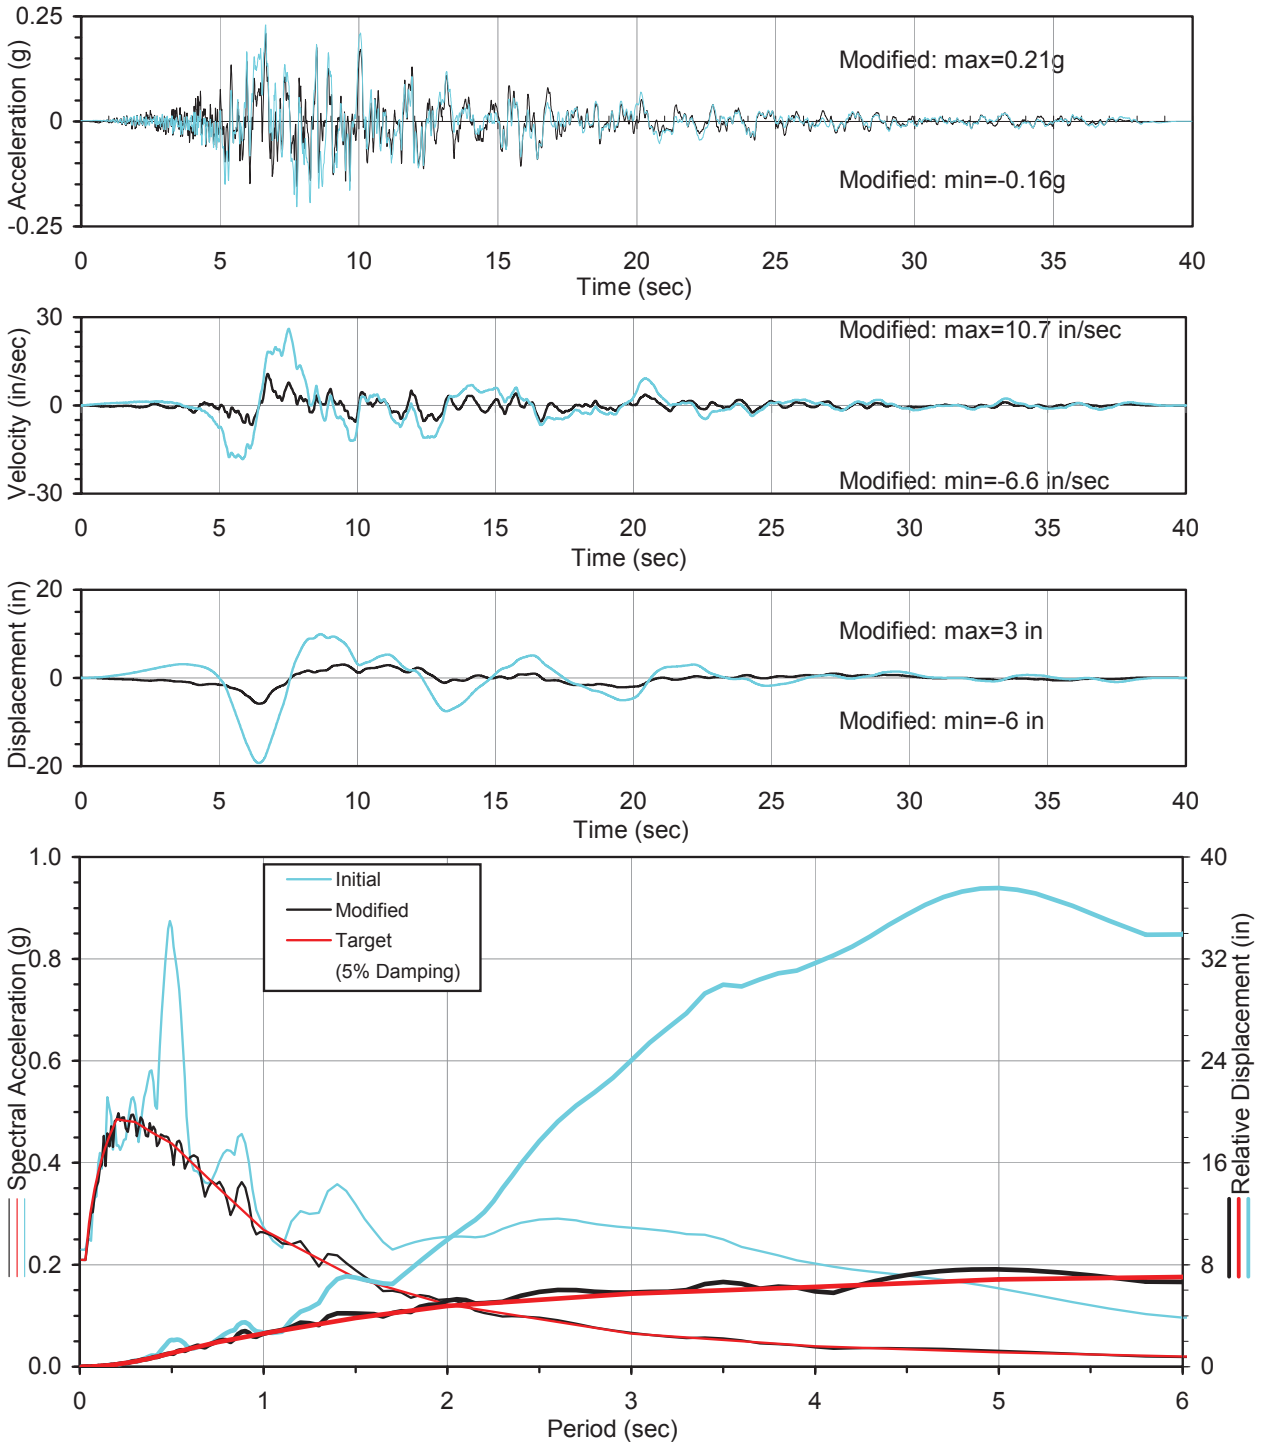 0.25
Modified: max=0.21g
0
Modified: min=-0.16g
-0.25
Acceleration (g)
0 5 10 15 20 25 30 35 40
Time (sec)
30
Modified: max=10.7 in/sec
0
Modified: min=-6.6 in/sec
-30
Velocity (in/sec)
0 5 10 15 20 25 30 35 40
Time (sec)
20
Modified: max=3 in
0
Modified: min=-6 in
-20
Displacement (in)
0 5 10 15 20 25 30 35 40
Time (sec)
1.0 40
Initial
Modified
Target
(5% Damping)
0.8 32
0.6 24
0.4 16
0.2 8
0.0 0
Spectral Acceleration (g)
Relative Displacement (in)
0 1 2 3 4 5 6
Period (sec)